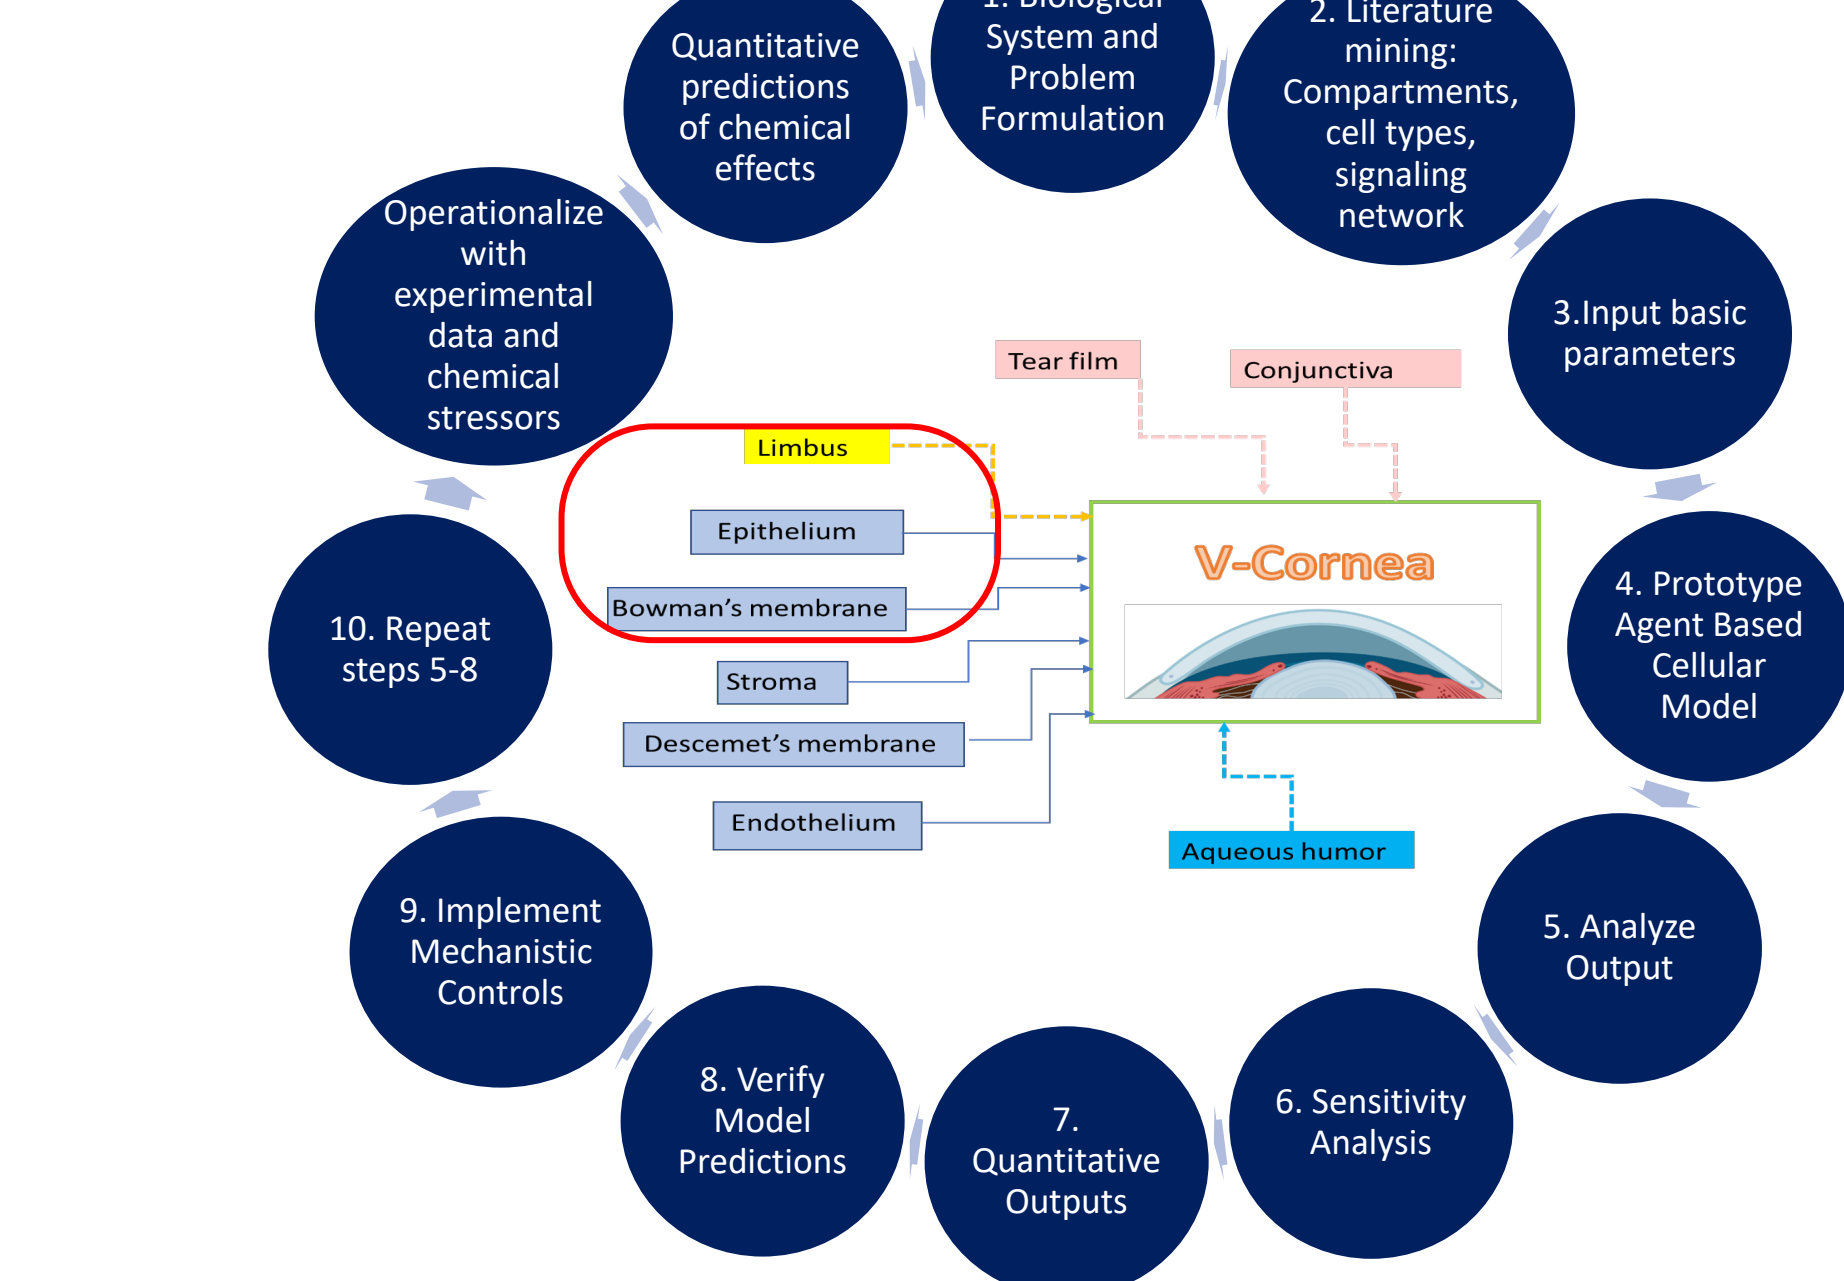 1. Biological
System and
Problem
Formulation
2. Literature
mining:
Compartments,
cell types,
signaling
network
3.Input basic
parameters
4. Prototype
Agent Based
Cellular
Model
5. Analyze
Output
6. Sensitivity
Analysis
7.
Quantitative
Outputs
8. Verify
Model
Predictions
9. Implement
Mechanistic
Controls
10. Repeat
steps 5-8
Operationalize
with
experimental
data and
chemical
stressors
Quantitative
predictions
of chemical
effects
Tear film
Conjunctiva
Limbus
Epithelium
Bowman’s membrane
Stroma
Descemet’s membrane
Endothelium
V-Cornea
Aqueous humor